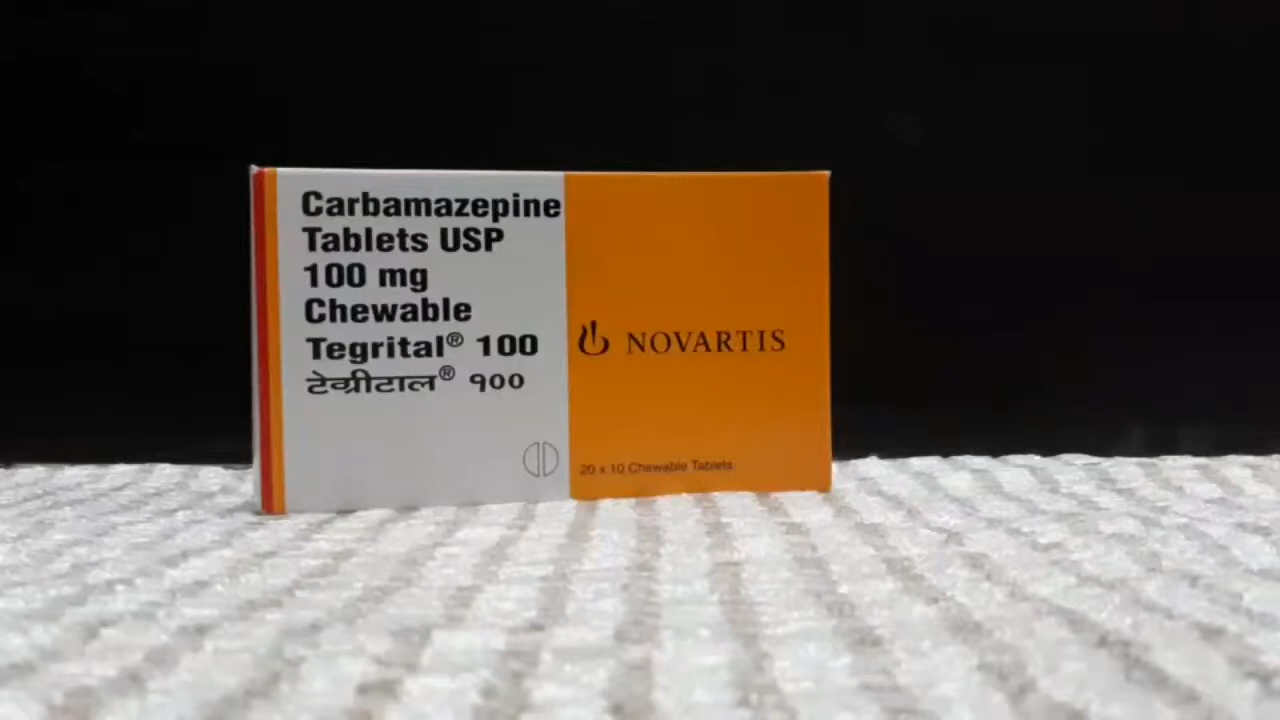 Carbamazepine
Tablets USP
100 mg
Chewable
Tegrital® 100
टेग्रीटाल® १००
NOVARTIS
20 x 10 Chewable Tablets